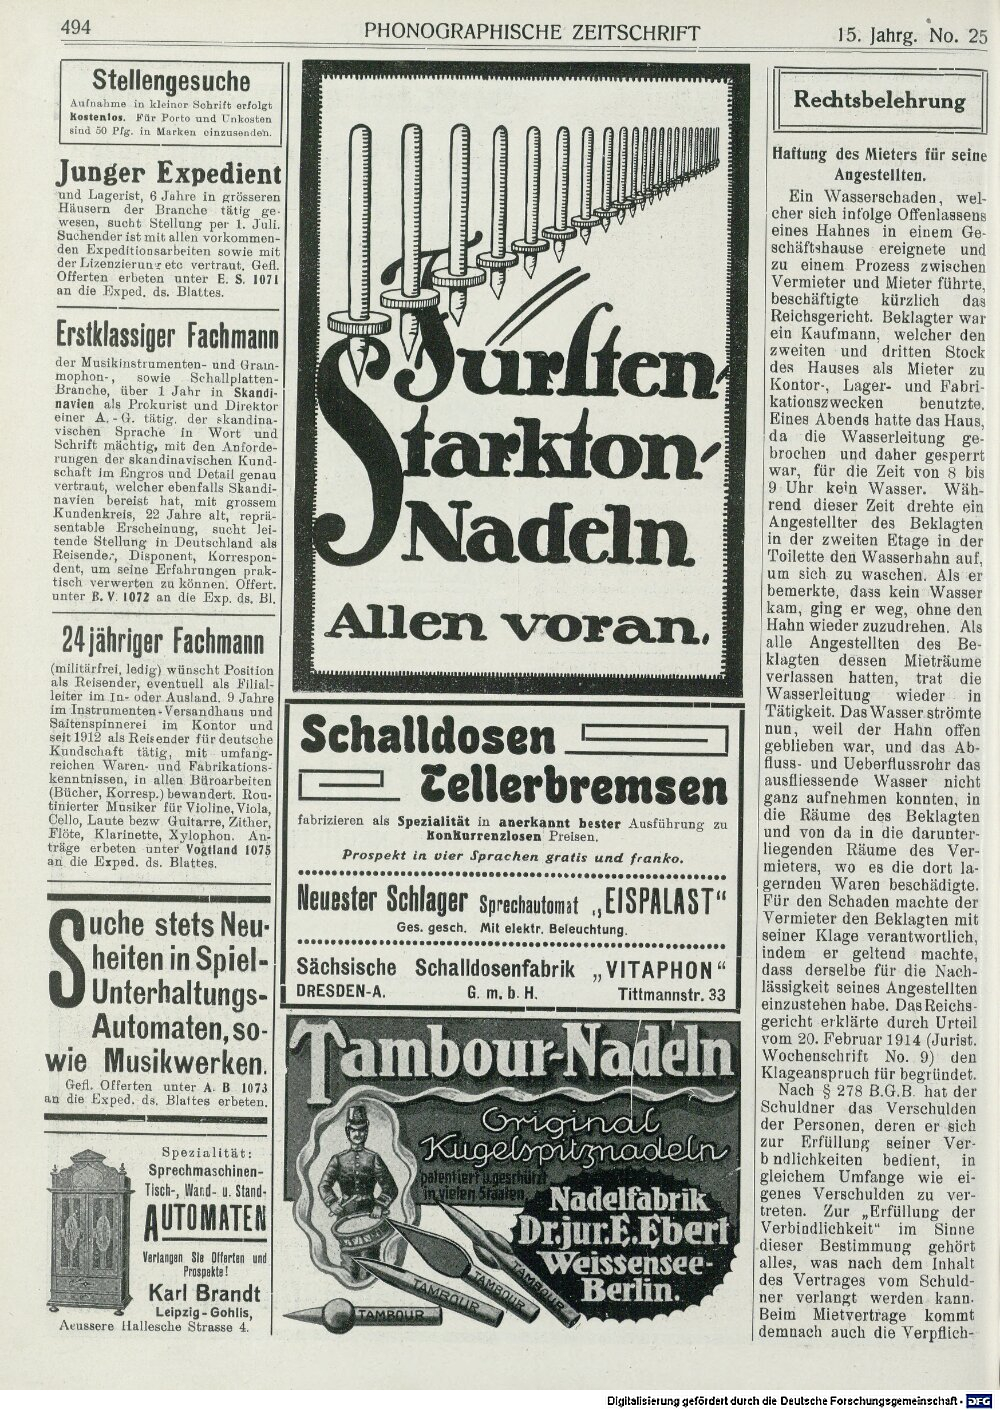 494
PHONOGRAPHISCHE ZEITSCHRIFT
15. Jahrg. No. 25
Stellengesuche
Aufnahme in kleiner Schrift erfolgt
Kostenlos. Für Porto und Unkosten
sind 50 Pfg. in Marken einzusenden.
Junger Expedient
und Lagerist, 6 Jahre in grösseren
Häusern der Branche tätig ge-
wesen, sucht Stellung per 1. Juli.
Suchender ist mit allen vorkommen-
den Expeditionsarbeiten sowie mit
der Lizenzierung etc vertraut. Gefl.
Offerten erbeten unter E. S. 1071
an die Exped. ds. Blattes.
Erstklassiger Fachmann
der Musikinstrumenten- und Gram-
mophon-, sowie Schallplatten-
Branche, über 1 Jahr in Skandi-
navien als Prokurist und Direktor
einer A.-G. tätig. der skandina-
vischen Sprache in Wort und
Schrift mächtig, mit den Anforde-
rungen der skandinavischen Kund-
schaft im Engros und Detail genau
vertraut, welcher ebenfalls Skandi-
navien bereist hat, mit grossem
Kundenkreis, 22 Jahre alt, reprä-
sentable Erscheinung, sucht lei-
tende Stellung in Deutschland als
Reisender, Disponent, Korrespon-
dent, um seine Erfahrungen prak-
tisch verwerten zu können. Offert.
unter B. V. 1072 an die Exp. ds. Bl.
24 jähriger Fachmann
(militärfrei, ledig) wünscht Position
als Reisender, eventuell als Filial-
leiter im In- oder Ausland. 9 Jahre
im Instrumenten-Versandhaus und
Saitenspinnerei im Kontor und
seit 1912 als Reisender für deutsche
Kundschaft tätig, mit umfang-
reichen Waren- und Fabrikations-
kenntnissen, in allen Büroarbeiten
(Bücher, Korresp.) bewandert. Rou-
tinierter Musiker für Violine, Viola,
Cello, Laute bezw Guitarre, Zither,
Flöte, Klarinette, Xylophon. An-
träge erbeten unter Vogtland 1075
an die Exped. ds. Blattes.
Suche stets Neu-
heiten in Spiel-
Unterhaltungs-
Automaten, so-
wie Musikwerken.
Gefl. Offerten unter A. B 1073
an die Exped. ds. Blattes erbeten.
Spezialität:
Sprechmaschinen-
Tisch-, Wand- u. Stand-
AUTOMATEN
Verlangen Sie Offerten und
Prospekte!
Karl Brandt
Leipzig-Gohlis,
Aeussere Hallesche Strasse 4.
Fürsten-
Starkton-
Nadeln
Allen voran.
Schalldosen
Tellerbremsen
fabrizieren als Spezialität in anerkannt bester Ausführung zu
konkurrenzlosen Preisen.
Prospekt in vier Sprachen gratis und franko.
Neuester Schlager Sprechautomat „EISPALAST"
Ges. gesch. Mit elektr. Beleuchtung.
Sächsische Schalldosenfabrik „VITAPHON"
DRESDEN-A. G. m. b. H. Tittmannstr. 33
Tambour-Nadeln
Original
Kugelspitznadeln
patentiert u. geschützt
in vielen Staaten.
Nadelfabrik
Dr. jur. E. Ebert
Weissensee-
Berlin.
TAMBOUR
TAMBOUR
TAMBOUR
TAMBOUR
Rechtsbelehrung
Haftung des Mieters für seine
Angestellten.
Ein Wasserschaden, wel-
cher sich infolge Offenlassens
eines Hahnes in einem Ge-
schäftshause ereignete und
zu einem Prozess zwischen
Vermieter und Mieter führte,
beschäftigte kürzlich das
Reichsgericht. Beklagter war
ein Kaufmann, welcher den
zweiten und dritten Stock
des Hauses als Mieter zu
Kontor-, Lager- und Fabri-
kationszwecken benutzte.
Eines Abends hatte das Haus,
da die Wasserleitung ge-
brochen und daher gesperrt
war, für die Zeit von 8 bis
9 Uhr kein Wasser. Wäh-
rend dieser Zeit drehte ein
Angestellter des Beklagten
in der zweiten Etage in der
Toilette den Wasserhahn auf,
um sich zu waschen. Als er
bemerkte, dass kein Wasser
kam, ging er weg, ohne den
Hahn wieder zuzudrehen. Als
alle Angestellten des Be-
klagten dessen Mieträume
verlassen hatten, trat die
Wasserleitung wieder in
Tätigkeit. Das Wasser strömte
nun, weil der Hahn offen
geblieben war, und das Ab-
fluss- und Ueberflussrohr das
ausfliessende Wasser nicht
ganz aufnehmen konnten, in
die Räume des Beklagten
und von da in die darunter-
liegenden Räume des Ver-
mieters, wo es die dort la-
gernden Waren beschädigte.
Für den Schaden machte der
Vermieter den Beklagten mit
seiner Klage verantwortlich,
indem er geltend machte,
dass derselbe für die Nach-
lässigkeit seines Angestellten
einzustehen habe. Das Reichs-
gericht erklärte durch Urteil
vom 20. Februar 1914 (Jurist.
Wochenschrift No. 9) den
Klageanspruch für begründet.
Nach § 278 B.G.B. hat der
Schuldner das Verschulden
der Personen, deren er sich
zur Erfüllung seiner Ver-
bindlichkeiten bedient, in
gleichem Umfange wie ei-
genes Verschulden zu ver-
treten. Zur „Erfüllung der
Verbindlichkeit" im Sinne
dieser Bestimmung gehört
alles, was nach dem Inhalt
des Vertrages vom Schuld-
ner verlangt werden kann.
Beim Mietvertrage kommt
demnach auch die Verpflich-
Digitalisierung gefördert durch die Deutsche Forschungsgemeinschaft - DFG